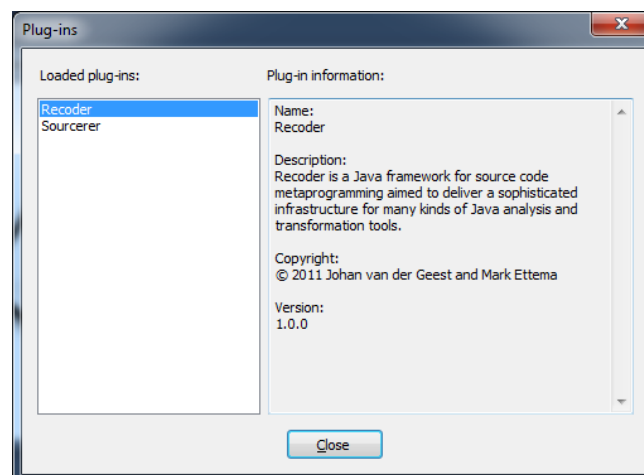 Plug-ins
Loaded plug-ins:
Recoder
Sourcerer
Plug-in information:
Name:
Recoder
Description:
Recoder is a Java framework for source code
metaprogramming aimed to deliver a sophisticated
infrastructure for many kinds of Java analysis and
transformation tools.
Copyright:
© 2011 Johan van der Geest and Mark Ettema
Version:
1.0.0
Close